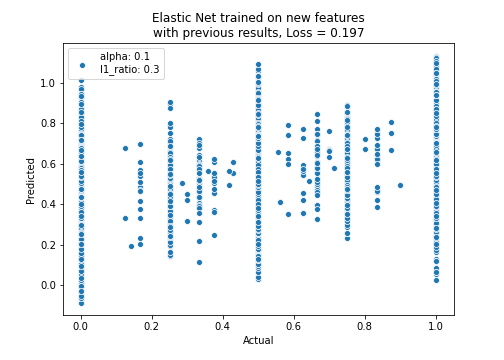 Elastic Net trained on new features
with previous results, Loss = 0.197
alpha: 0.1
l1_ratio: 0.3
Predicted
1.0
0.8
0.6
0.4
0.2
0.0
0.0 0.2 0.4 0.6 0.8 1.0
Actual